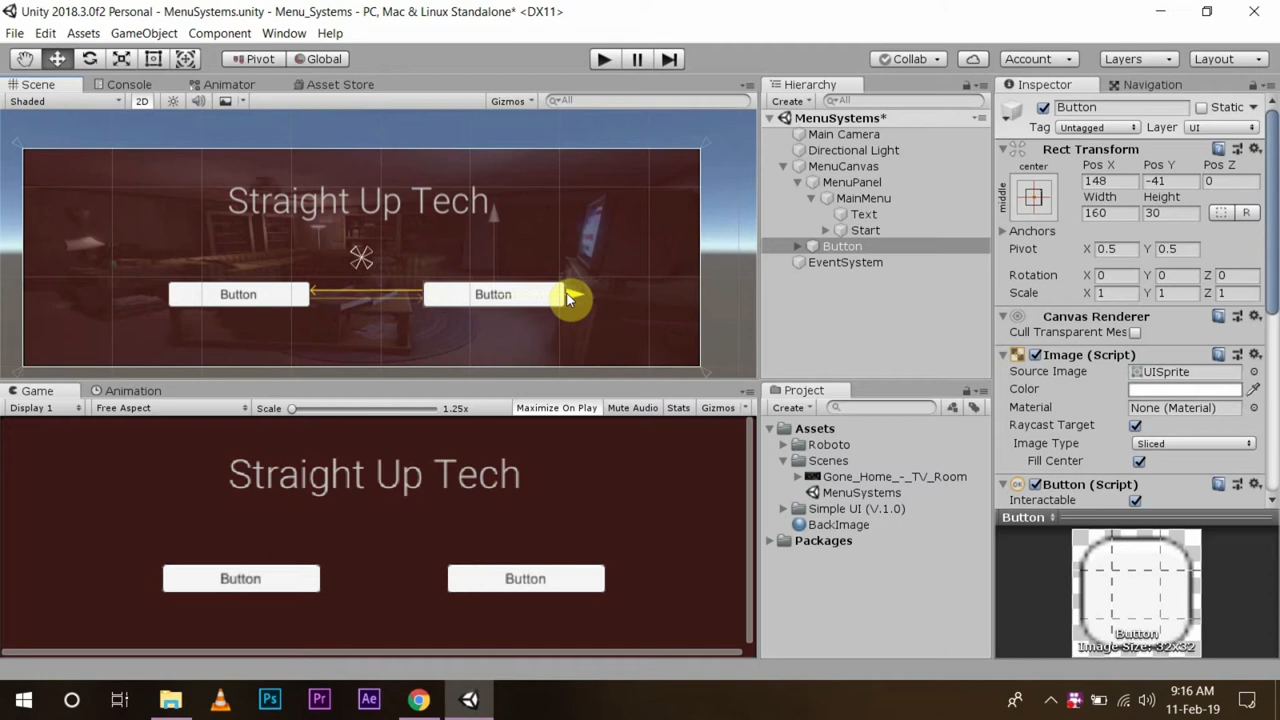 Unity 2018.3.0f2 Personal - MenuSystems.unity - Menu_Systems - PC, Mac & Linux Standalone* <DX11>
File Edit Assets GameObject Component Window Help
Pivot Global Collab Account Layers Layout
Scene Console Animator Asset Store
Shaded 2D Gizmos All
Straight Up Tech
Button Button
Game Animation
Display 1 Free Aspect Scale 1.25x Maximize On Play Mute Audio Stats Gizmos
Straight Up Tech
Button Button
Hierarchy
Create All
MenuSystems*
Main Camera
Directional Light
MenuCanvas
MenuPanel
MainMenu
Text
Start
Button
EventSystem
Project
Create
Assets
Roboto
Scenes
Gone_Home_-_TV_Room
MenuSystems
Simple UI (V.1.0)
BackImage
Packages
Inspector Navigation
Button Static
Tag Untagged Layer UI
Rect Transform
center Pos X Pos Y Pos Z
middle 148 -41 0
Width Height
160 30 R
Anchors
Pivot X 0.5 Y 0.5
Rotation X 0 Y 0 Z 0
Scale X 1 Y 1 Z 1
Canvas Renderer
Cull Transparent Mes
Image (Script)
Source Image UISprite
Color
Material None (Material)
Raycast Target
Image Type Sliced
Fill Center
Button (Script)
Interactable
Button
Button
Image Size: 32x32
Ps Pr Ae
9:16 AM
11-Feb-19